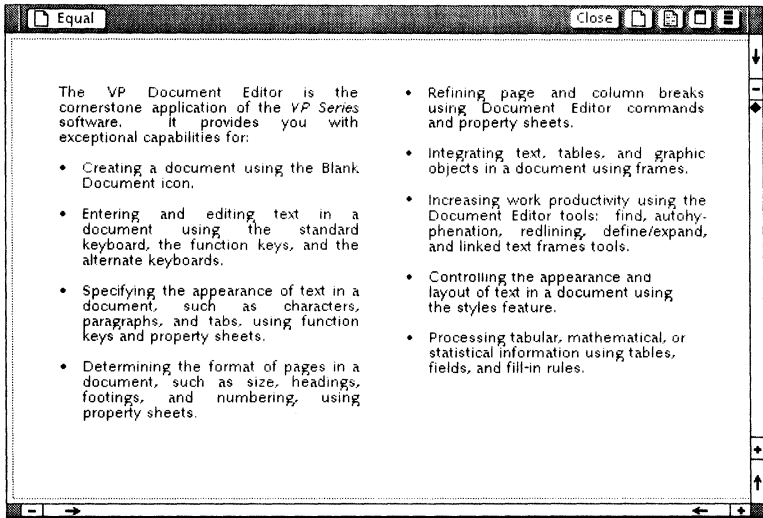 Equal
Close
The VP Document Editor is the
cornerstone application of the VP Series
software. It provides you with
exceptional capabilities for:
• Creating a document using the Blank
Document icon.
• Entering and editing text in a
document using the standard
keyboard, the function keys, and the
alternate keyboards.
• Specifying the appearance of text in a
document, such as characters,
paragraphs, and tabs, using function
keys and property sheets.
• Determining the format of pages in a
document, such as size, headings,
footings, and numbering, using
property sheets.
• Refining page and column breaks
using Document Editor commands
and property sheets.
• Integrating text, tables, and graphic
objects in a document using frames.
• Increasing work productivity using the
Document Editor tools: find, autohy-
phenation, redlining, define/expand,
and linked text frames tools.
• Controlling the appearance and
layout of text in a document using
the styles feature.
• Processing tabular, mathematical, or
statistical information using tables,
fields, and fill-in rules.